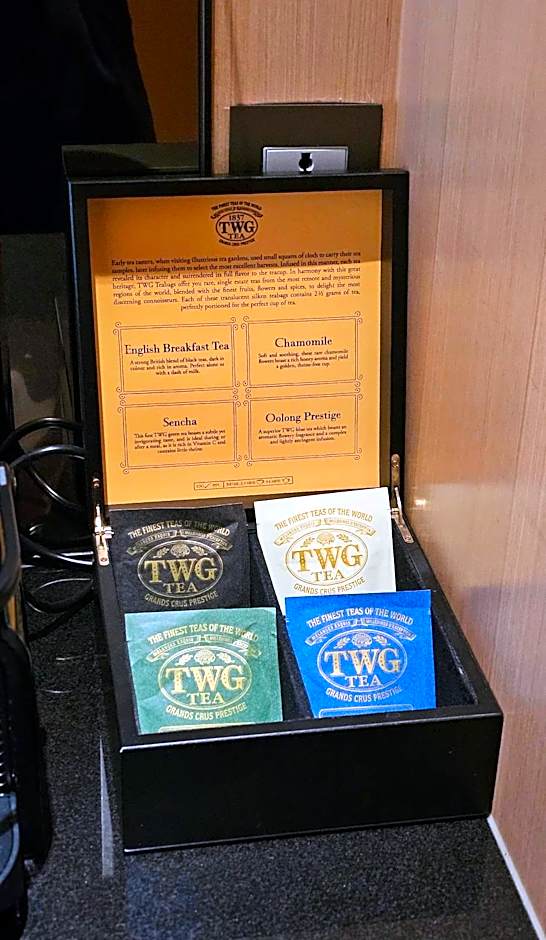 THE FINEST TEAS OF THE WORLD
1837
TWG
TEA
GRANDS CRUS PRESTIGE
Early tea tasters, when visiting illustrious tea gardens, used small squares of cloth to carry their tea
samples, later infusing them to select the most excellent harvests. Infused in this manner, each tea
revealed its character and surrendered its full flavor to the teacup. In harmony with this great
heritage, TWG Teabags offer you rare, single estate teas from the most remote and mysterious
regions of the world, blended with the finest fruits, flowers and spices, to delight the most
discerning connoisseurs. Each of these translucent silken teabags contains 2½ grams of tea,
perfectly portioned for the perfect cup of tea.
English Breakfast Tea
A strong British blend of black teas, dark in
colour and rich in aroma. Perfect alone or
with a dash of milk.
Chamomile
Soft and soothing, these rare chamomile
flowers boast a rich honey aroma and yield
a golden, theine-free cup.
Sencha
This fine TWG green tea boasts a subtle yet
invigorating taste, and is ideal during or
after a meal, as it is rich in Vitamin C and
contains little theine.
Oolong Prestige
A superior TWG blue tea which boasts an
aromatic flowery fragrance and a complex
and lightly astringent infusion.
THE FINEST TEAS OF THE WORLD
TWG
TEA
GRANDS CRUS PRESTIGE
THE FINEST TEAS OF THE WORLD
TWG
TEA
GRANDS CRUS PRESTIGE
THE FINEST TEAS OF THE WORLD
TWG
TEA
GRANDS CRUS PRESTIGE
THE FINEST TEAS OF THE WORLD
TWG
TEA
GRANDS CRUS PRESTIGE